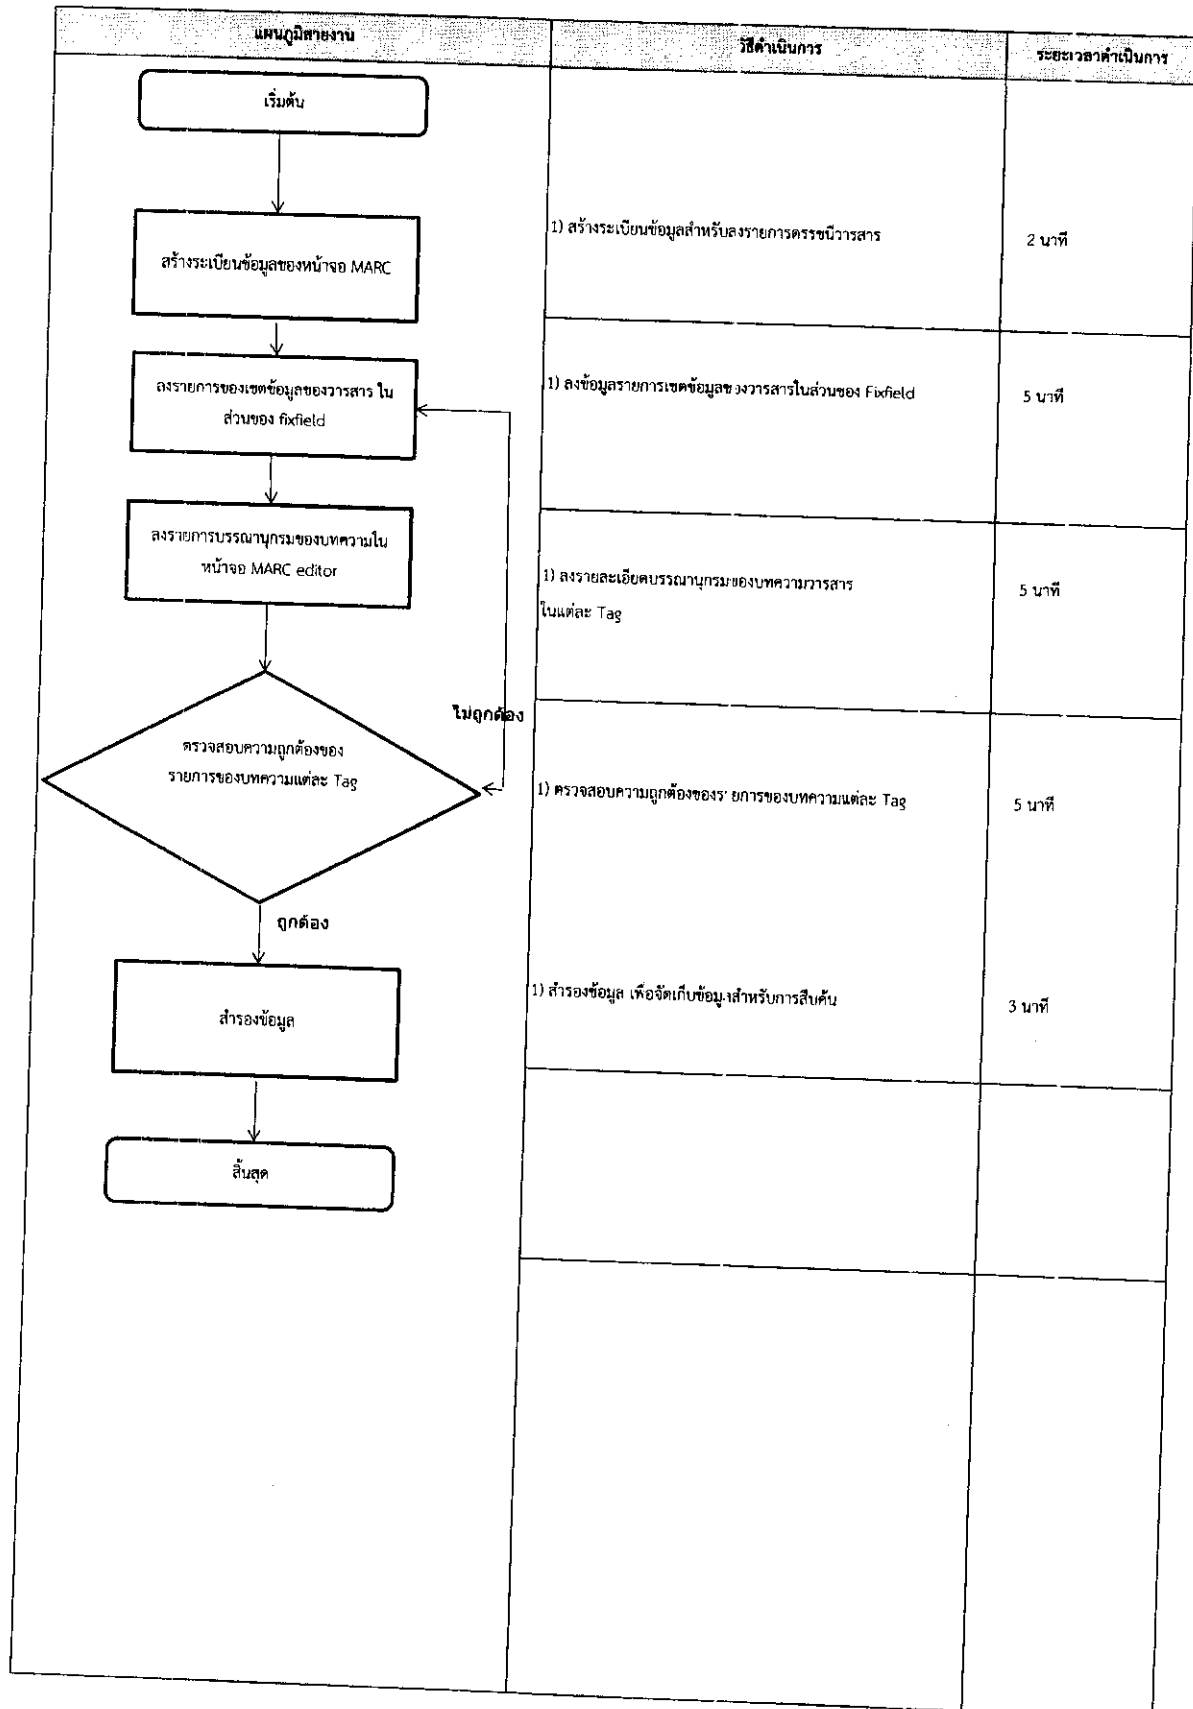 แผนภูมิสายงาน
วิธีดำเนินการ
ระยะเวลาดำเนินการ
เริ่มต้น
สร้างระเบียนข้อมูลของหน้าจอ MARC
1) สร้างระเบียนข้อมูลสำหรับลงรายการดรรชนีวารสาร
2 นาที
ลงรายการของเขตข้อมูลของวารสาร ใน
ส่วนของ fixfield
1) ลงข้อมูลรายการเขตข้อมูลของวารสารในส่วนของ Fixfield
5 นาที
ลงรายการบรรณานุกรมของบทความใน
หน้าจอ MARC editor
1) ลงรายละเอียดบรรณานุกรมของบทความวารสาร
ในแต่ละ Tag
5 นาที
ไม่ถูกต้อง
ตรวจสอบความถูกต้องของ
รายการของบทความแต่ละ Tag
1) ตรวจสอบความถูกต้องของรายการของบทความแต่ละ Tag
5 นาที
ถูกต้อง
สำรองข้อมูล
1) สำรองข้อมูล เพื่อจัดเก็บข้อมูลสำหรับการสืบค้น
3 นาที
สิ้นสุด